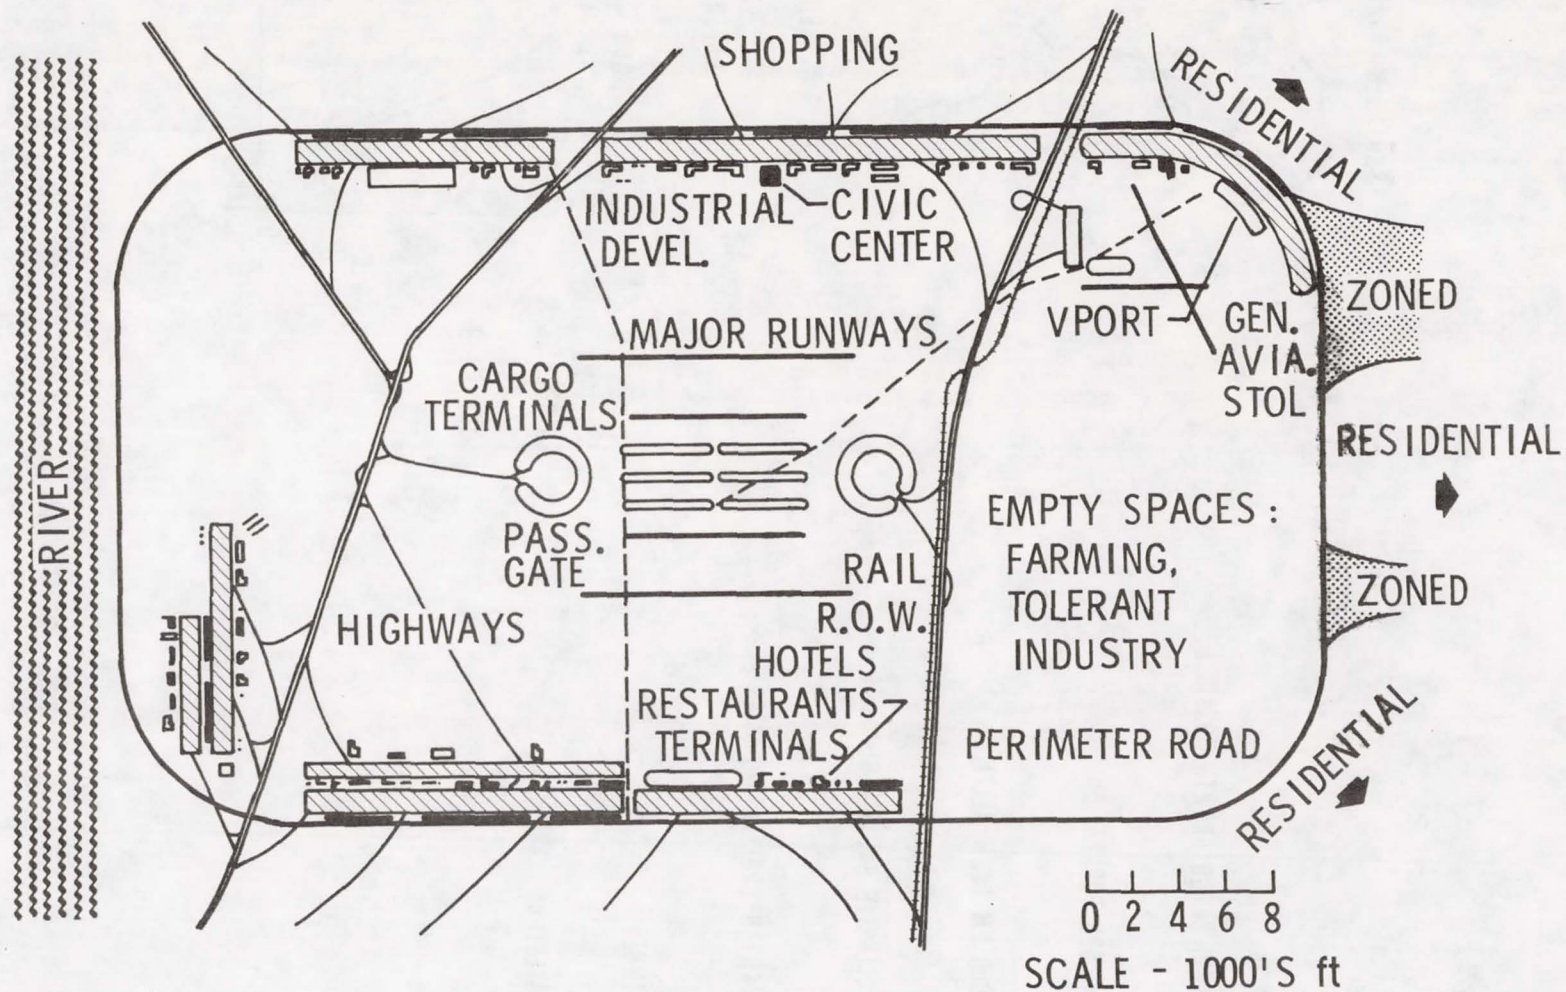 SHOPPING
RESIDENTIAL
INDUSTRIAL
DEVEL.
CIVIC
CENTER
ZONED
VPORT
GEN.
AVIA.
STOL
MAJOR RUNWAYS
CARGO
TERMINALS
RESIDENTIAL
RIVER
PASS.
GATE
EMPTY SPACES :
FARMING,
TOLERANT
INDUSTRY
RAIL
R.O.W.
ZONED
HIGHWAYS
HOTELS
RESTAURANTS
TERMINALS
PERIMETER ROAD
RESIDENTIAL
0 2 4 6 8
SCALE - 1000'S ft